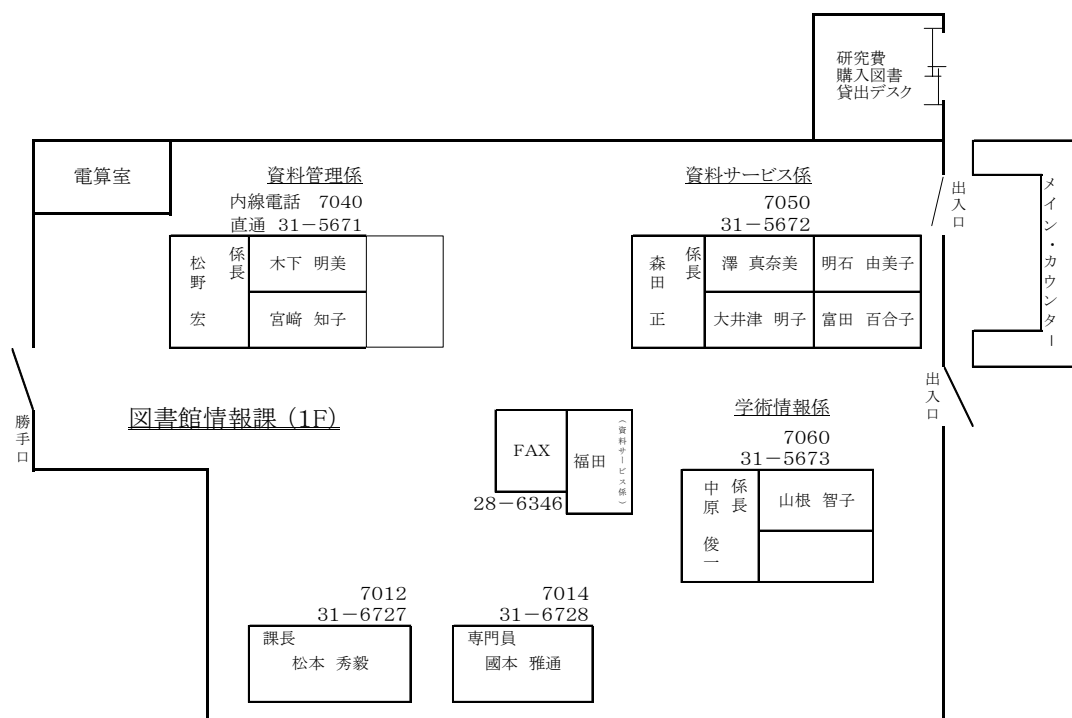 研究費
購入図書
貸出デスク
電算室
資料管理係
内線電話 7040
直通 31-5671
係長
松野 宏
木下 明美
宮﨑 知子
資料サービス係
7050
31-5672
係長
森田 正
澤 真奈美
明石 由美子
大井津 明子
富田 百合子
出入口
メイン・カウンター
勝手口
図書館情報課 (1F)
FAX
28-6346
福田
(資料サービス係)
学術情報係
7060
31-5673
係長
中原 俊一
山根 智子
出入口
7012
31-6727
課長
松本 秀毅
7014
31-6728
専門員
國本 雅通